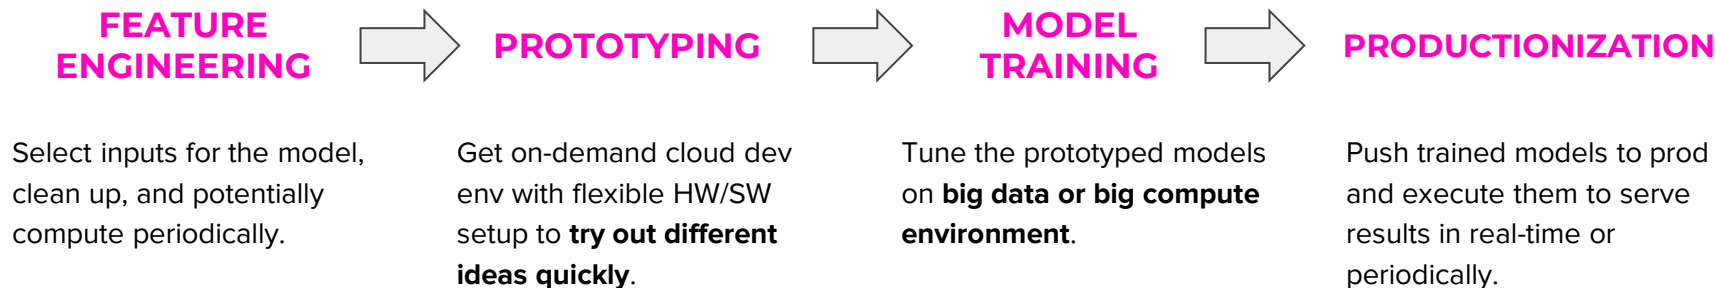 FEATURE
ENGINEERING
PROTOTYPING
MODEL
TRAINING
PRODUCTIONIZATION
Select inputs for the model,
clean up, and potentially
compute periodically.
Get on-demand cloud dev
env with flexible HW/SW
setup to try out different
ideas quickly.
Tune the prototyped models
on big data or big compute
environment.
Push trained models to prod
and execute them to serve
results in real-time or
periodically.